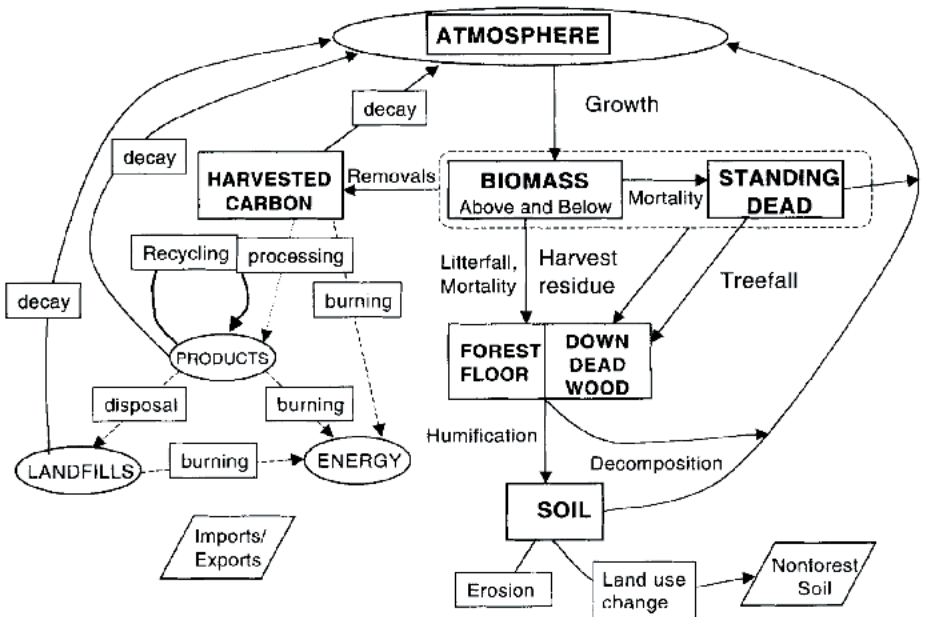 ATMOSPHERE
decay
Growth
decay
HARVESTED
CARBON
Removals
BIOMASS
Above and Below
Mortality
STANDING
DEAD
Recycling
processing
Litterfall,
Mortality
Harvest
residue
Treefall
decay
burning
PRODUCTS
FOREST
FLOOR
DOWN
DEAD
WOOD
disposal
burning
Humification
LANDFILLS
burning
ENERGY
Decomposition
SOIL
Imports/
Exports
Erosion
Land use
change
Nonforest
Soil